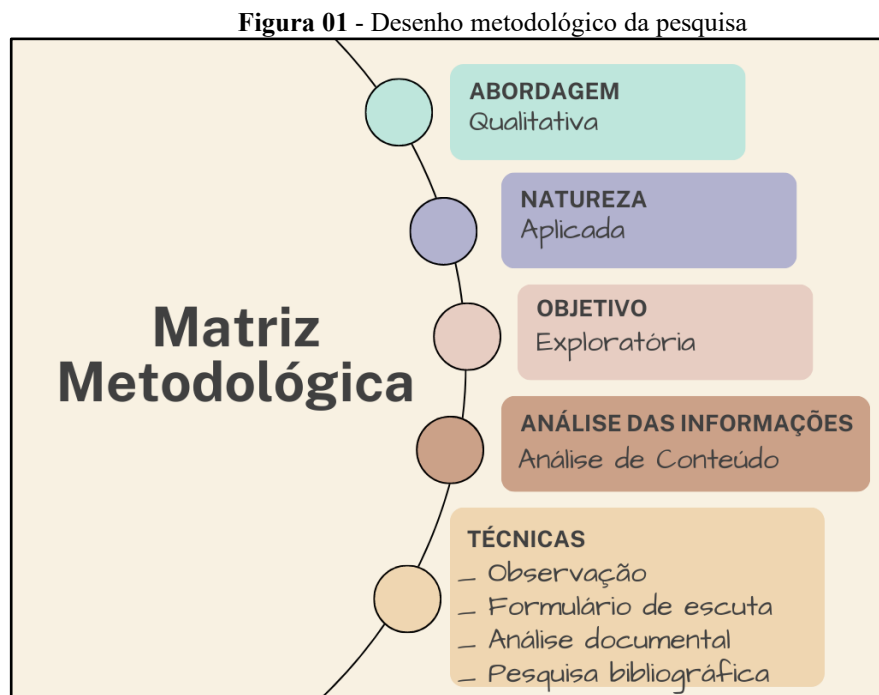 Figura 01 - Desenho metodológico da pesquisa
Matriz
Metodológica
ABORDAGEM
Qualitativa
NATUREZA
Aplicada
OBJETIVO
Exploratória
ANÁLISE DAS INFORMAÇÕES
Análise de Conteúdo
TÉCNICAS
_ Observação
_ Formulário de escuta
_ Análise documental
_ Pesquisa bibliográfica